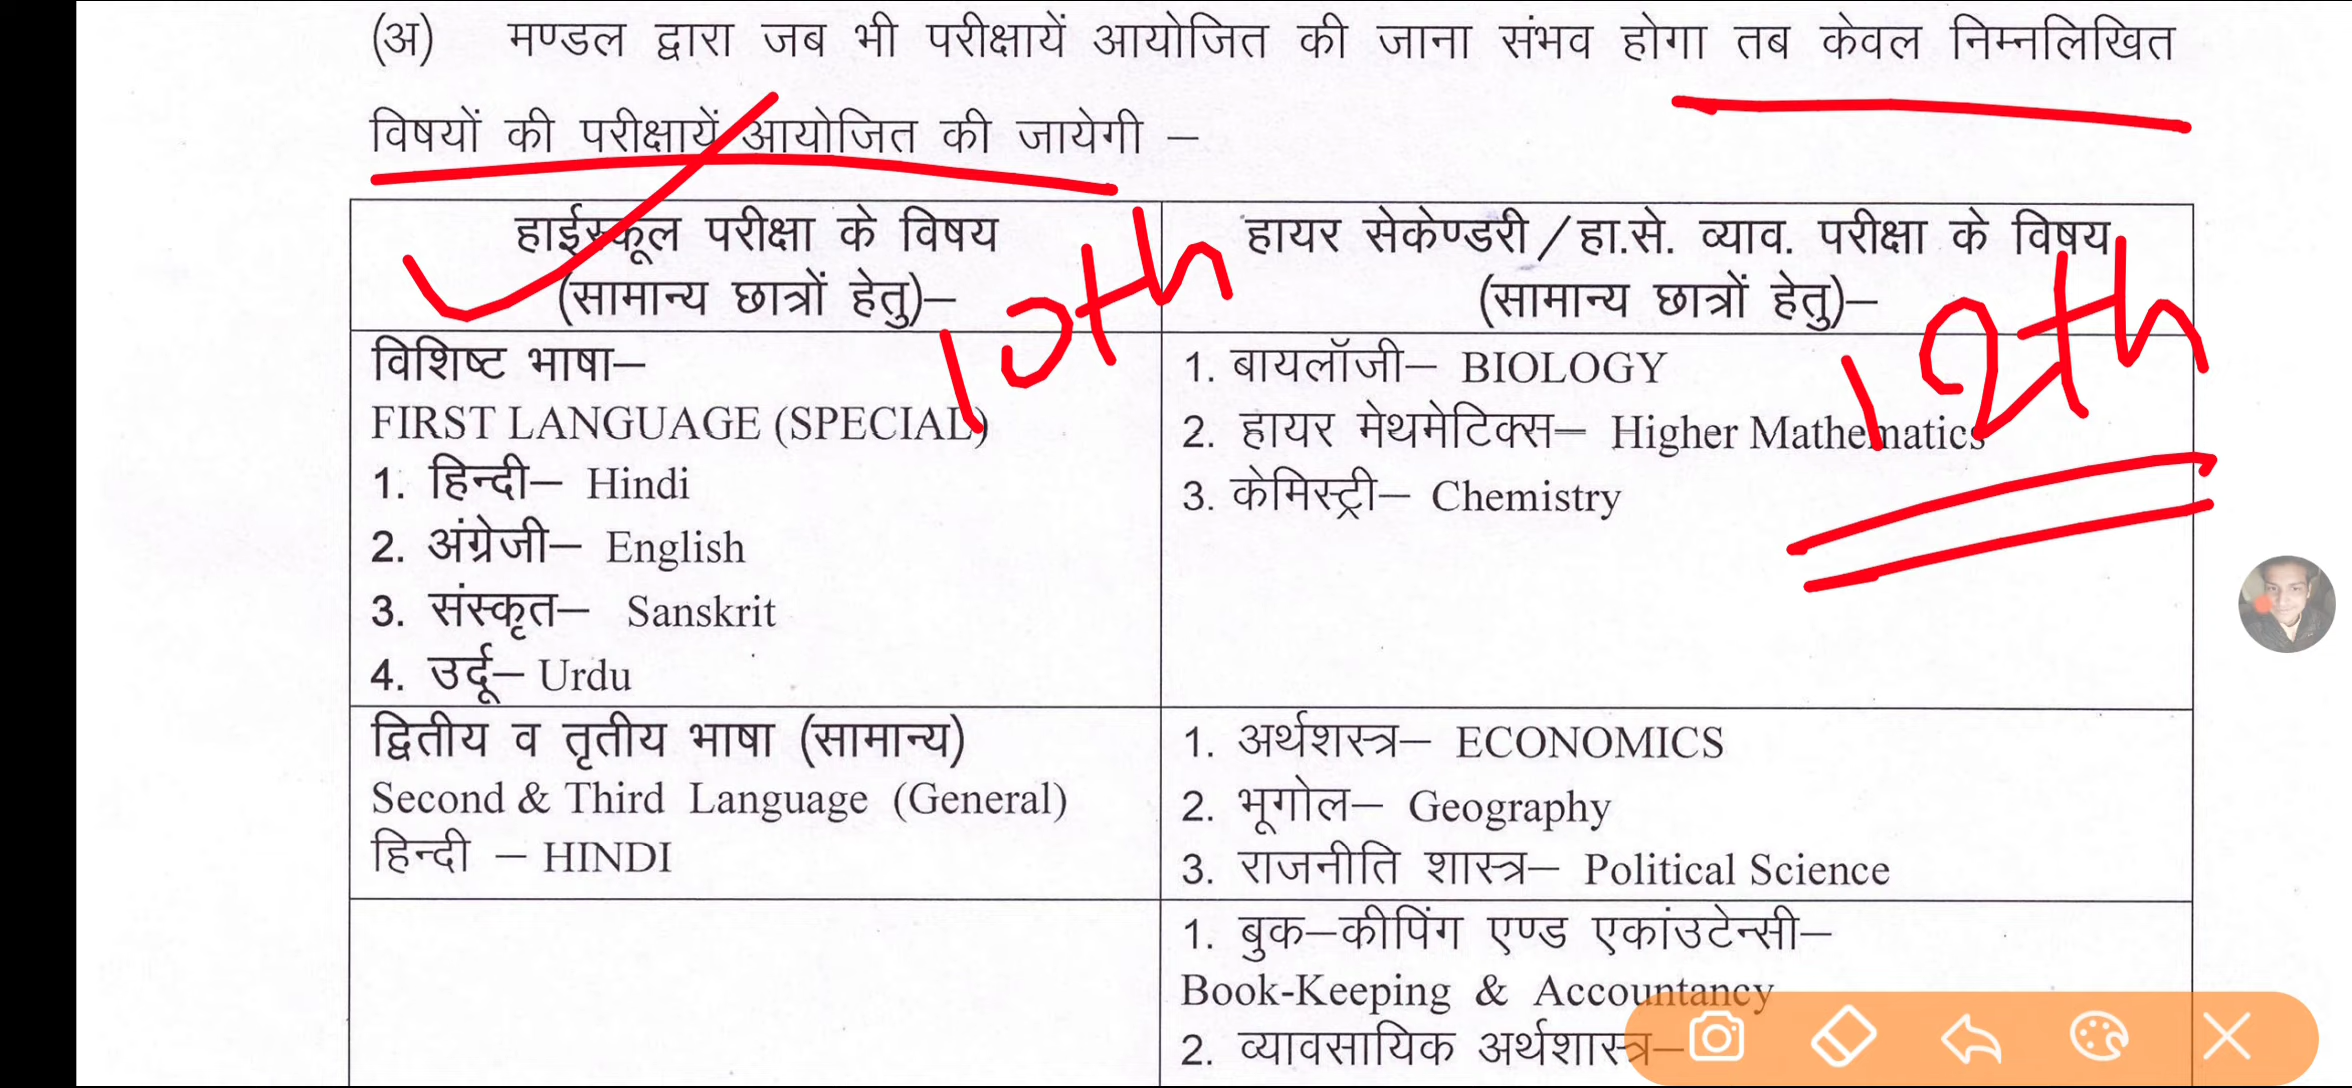 (अ) मण्डल द्वारा जब भी परीक्षायें आयोजित की जाना संभव होगा तब केवल निम्नलिखित
विषयों की परीक्षायें आयोजित की जायेगी –
हाईस्कूल परीक्षा के विषय
(सामान्य छात्रों हेतु)–
10th
विशिष्ट भाषा–
FIRST LANGUAGE (SPECIAL)
1. हिन्दी– Hindi
2. अंग्रेजी– English
3. संस्कृत– Sanskrit
4. उर्दू– Urdu
हायर सेकेण्डरी / हा.से. व्याव. परीक्षा के विषय
(सामान्य छात्रों हेतु)–
12th
1. बायलॉजी– BIOLOGY
2. हायर मेथमेटिक्स– Higher Mathematics
3. केमिस्ट्री– Chemistry
द्वितीय व तृतीय भाषा (सामान्य)
Second & Third Language (General)
हिन्दी – HINDI
1. अर्थशस्त्र– ECONOMICS
2. भूगोल– Geography
3. राजनीति शास्त्र– Political Science
1. बुक–कीपिंग एण्ड एकांउटेन्सी–
Book-Keeping & Accountancy
2. व्यावसायिक अर्थशास्त्र–